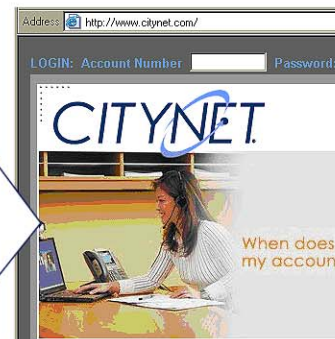 Address http://www.citynet.com/
LOGIN: Account Number Password:
CITYNET
When does
my accoun